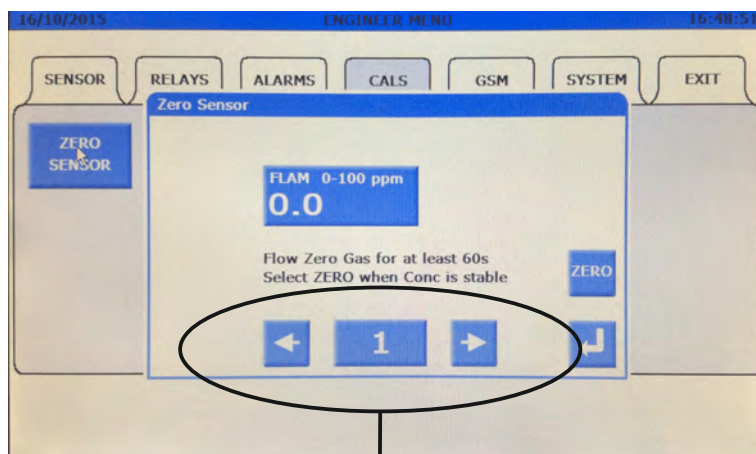 16/10/2015 ENGINEER MENU 16:48:51
SENSOR RELAYS ALARMS CALS GSM SYSTEM EXIT
Zero Sensor
ZERO
SENSOR
FLAM 0-100 ppm
0.0
Flow Zero Gas for at least 60s
Select ZERO when Conc is stable
ZERO
1